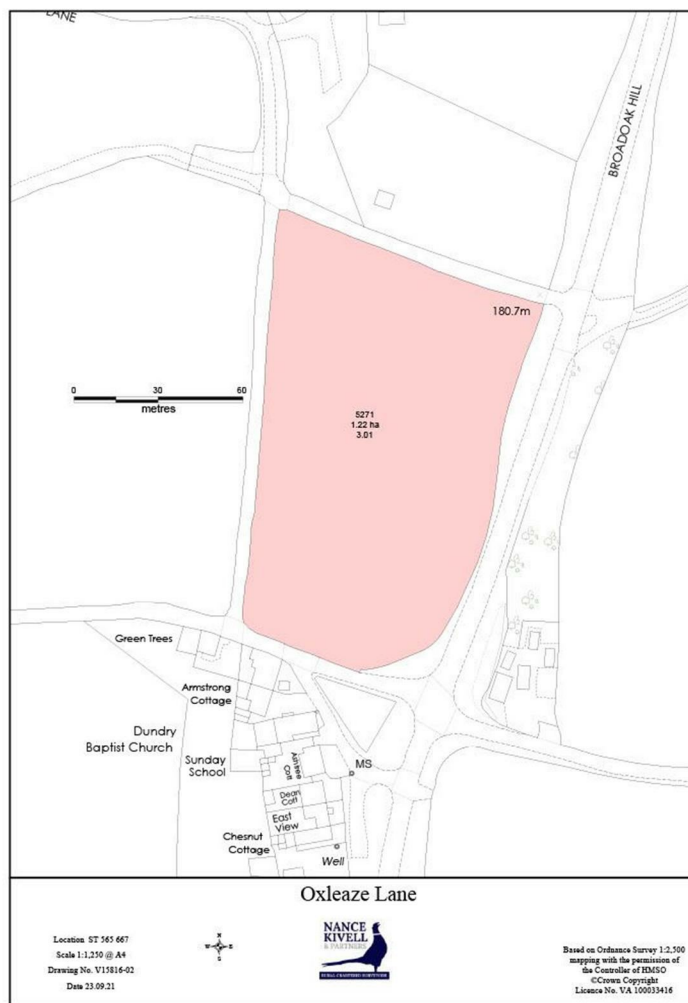 LANE
BROADOAK HILL
180.7m
0 30 60
metres
5271
1.22 ha
3.01
Green Trees
Armstrong
Cottage
Dundry
Baptist Church
Sunday
School
Ashtree
Cott
MS
Dean
Cott
East
View
Chesnut
Cottage
Well
Oxleaze Lane
Location ST 565 667
Scale 1:1,250 @ A4
Drawing No. V15816-02
Date 23.09.21
N
W E
S
NANCE
KIVELL
& PARTNERS
RURAL CHARTERED SURVEYORS
Based on Ordnance Survey 1:2,500
mapping with the permission of
the Controller of HMSO
©Crown Copyright
Licence No. VA 100033416